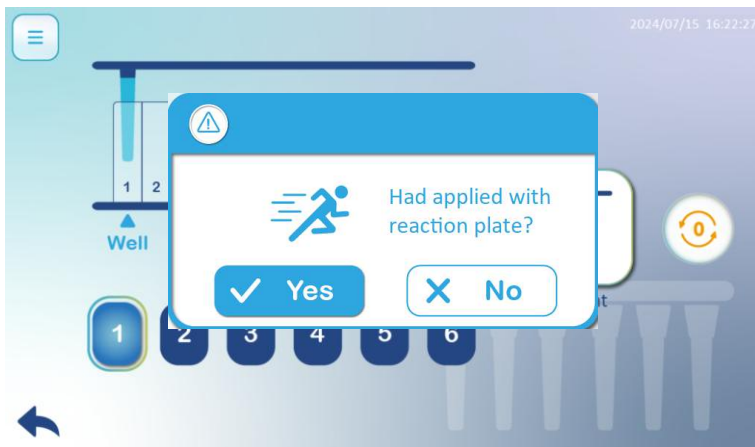 2024/07/15 16:22:27
1 2
Well
Had applied with
reaction plate?
0
Yes
No
1 2 3 4 5 6